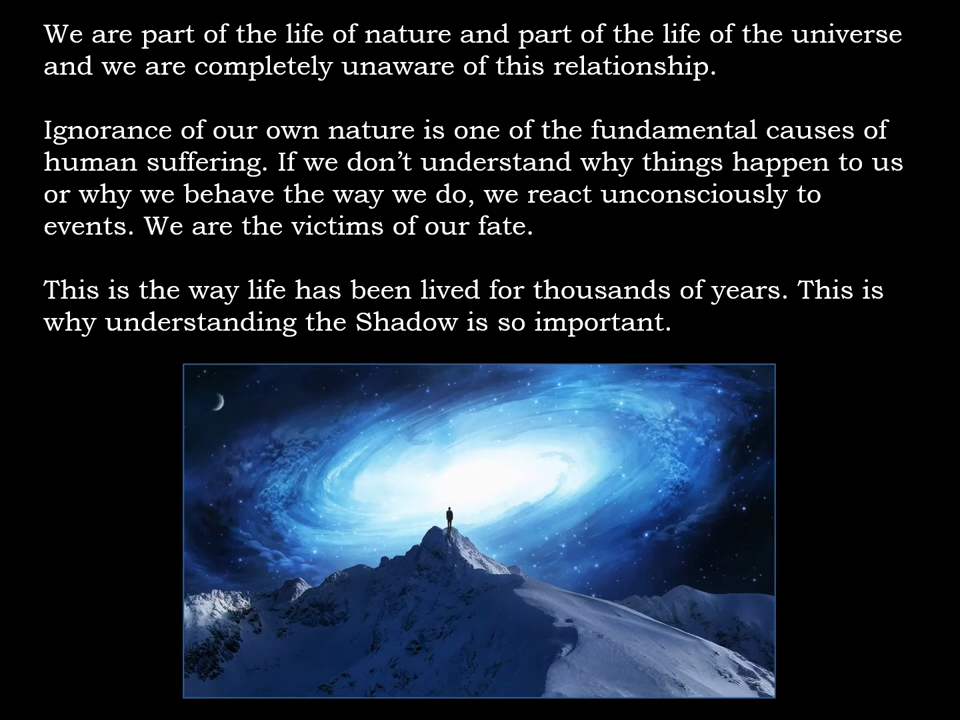 We are part of the life of nature and part of the life of the universe
and we are completely unaware of this relationship.
Ignorance of our own nature is one of the fundamental causes of
human suffering. If we don’t understand why things happen to us
or why we behave the way we do, we react unconsciously to
events. We are the victims of our fate.
This is the way life has been lived for thousands of years. This is
why understanding the Shadow is so important.